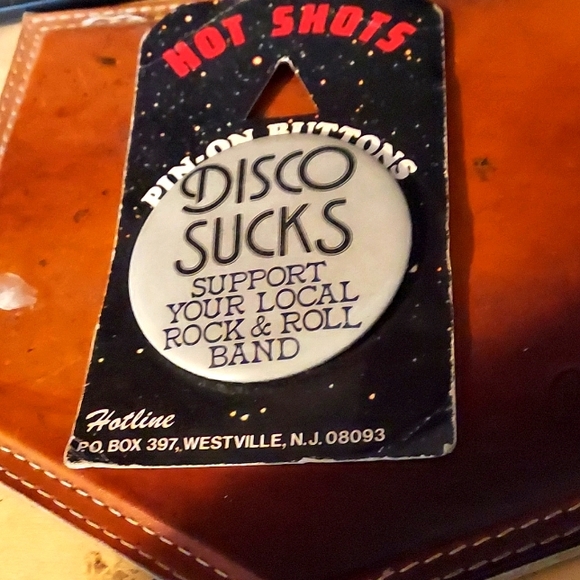 HOT SHOTS
PIN-ON BUTTONS
DISCO
SUCKS
SUPPORT
YOUR LOCAL
ROCK & ROLL
BAND
Hotline
P.O. BOX 397, WESTVILLE, N.J. 08093